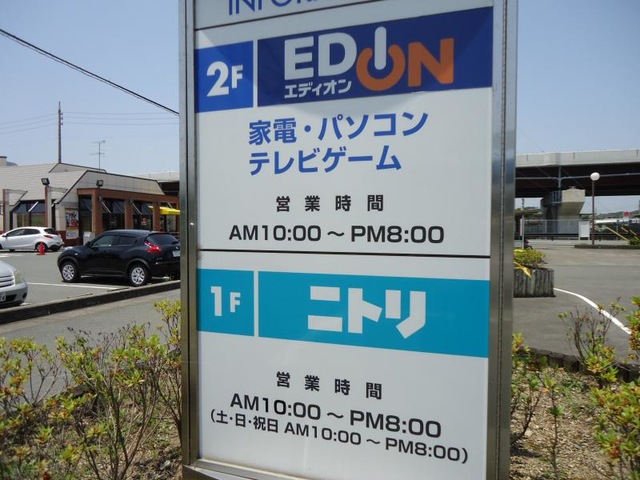 2F EDION
エディオン
家電・パソコン
テレビゲーム
営業時間
AM10:00～PM8:00
1F ニトリ
営業時間
AM10:00～PM8:00
(土・日・祝日 AM10:00～PM8:00)